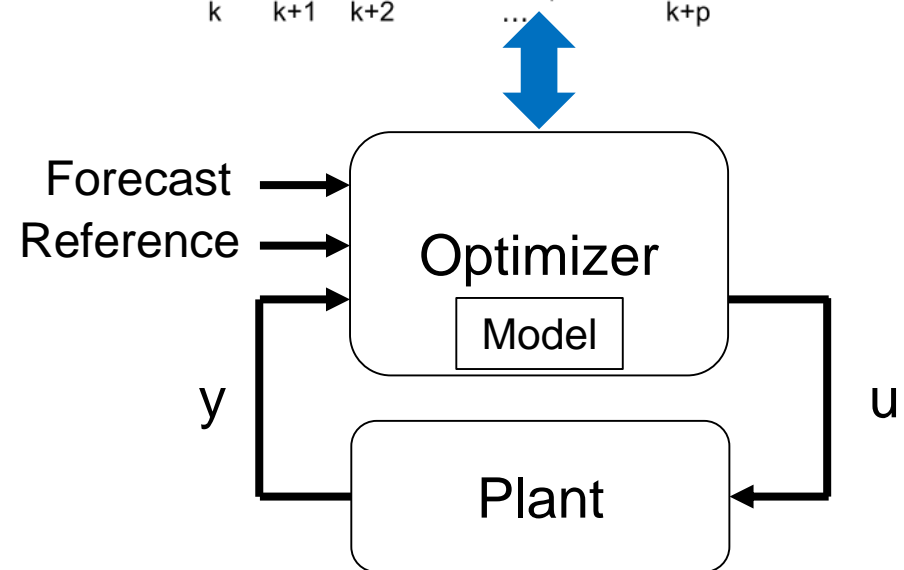 k k+1 k+2 ... k+p
Forecast
Reference
Optimizer
Model
y
u
Plant